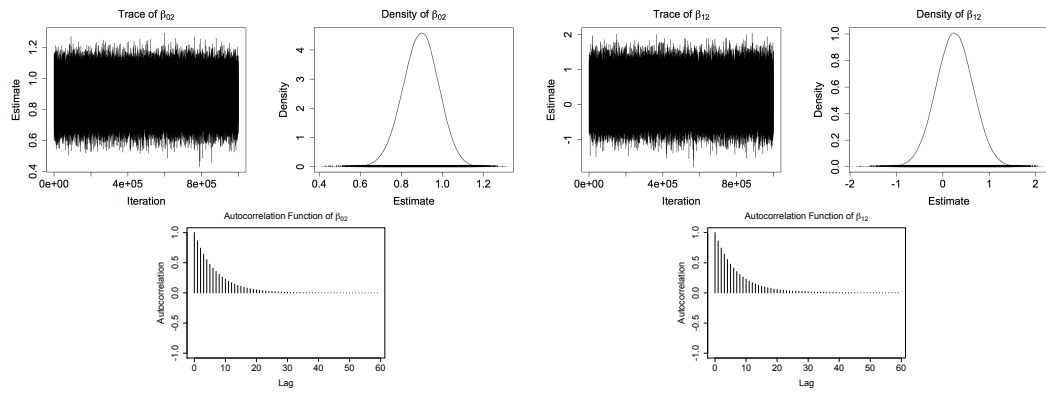 Trace of β02
Estimate
0.4 0.6 0.8 1.0 1.2
0e+00 4e+05 8e+05
Iteration
Density of β02
Density
0 1 2 3 4
0.4 0.6 0.8 1.0 1.2
Estimate
Trace of β12
Estimate
-1 0 1 2
0e+00 4e+05 8e+05
Iteration
Density of β12
Density
0.0 0.2 0.4 0.6 0.8 1.0
-2 -1 0 1 2
Estimate
Autocorrelation Function of β02
Autocorrelation
-1.0 -0.5 0.0 0.5 1.0
0 10 20 30 40 50 60
Lag
Autocorrelation Function of β12
Autocorrelation
-1.0 -0.5 0.0 0.5 1.0
0 10 20 30 40 50 60
Lag